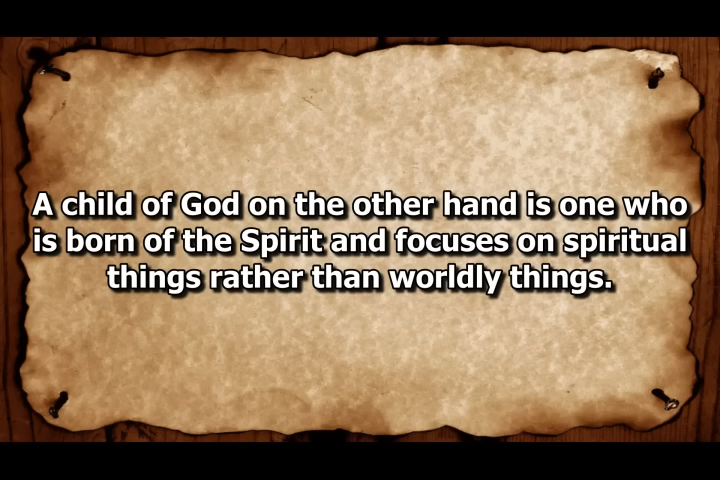 A child of God on the other hand is one who
is born of the Spirit and focuses on spiritual
things rather than worldly things.